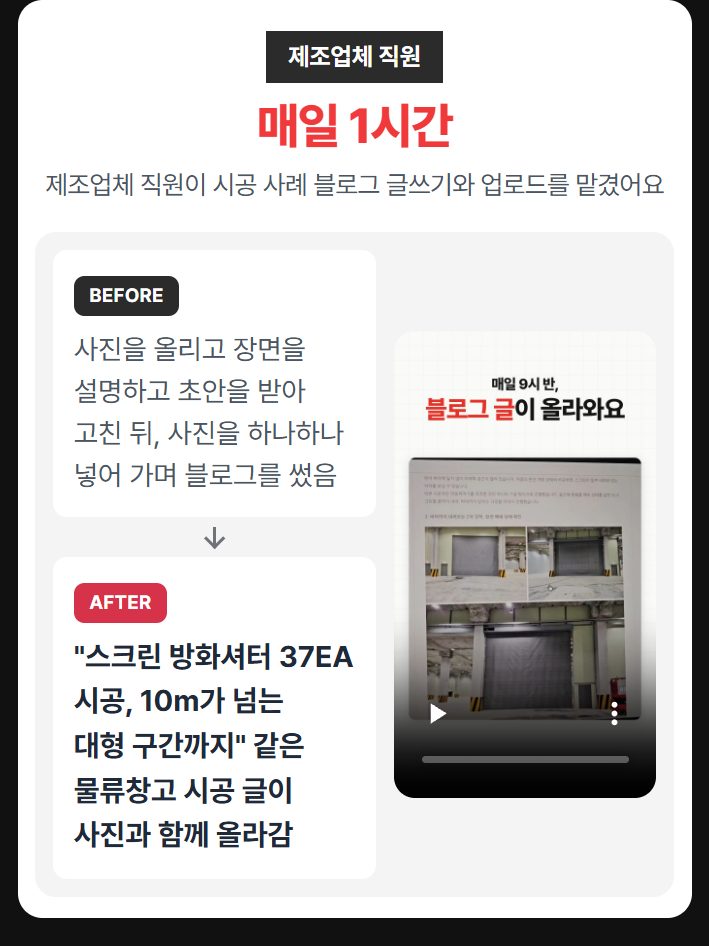 제조업체 직원
매일 1시간
제조업체 직원이 시공 사례 블로그 글쓰기와 업로드를 맡겼어요
BEFORE
사진을 올리고 장면을
설명하고 초안을 받아
고친 뒤, 사진을 하나하나
넣어 가며 블로그를 썼음
AFTER
"스크린 방화셔터 37EA
시공, 10m가 넘는
대형 구간까지" 같은
물류창고 시공 글이
사진과 함께 올라감
매일 9시 반,
블로그 글이 올라와요